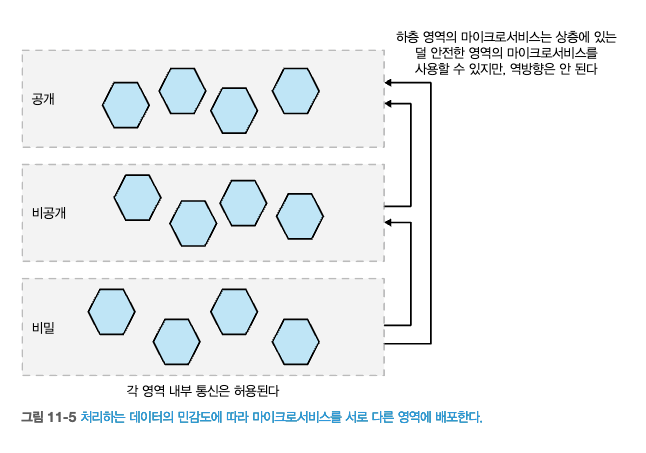 하층 영역의 마이크로서비스는 상층에 있는
덜 안전한 영역의 마이크로서비스를
사용할 수 있지만, 역방향은 안 된다
공개
비공개
비밀
각 영역 내부 통신은 허용된다
그림 11-5 처리하는 데이터의 민감도에 따라 마이크로서비스를 서로 다른 영역에 배포한다.